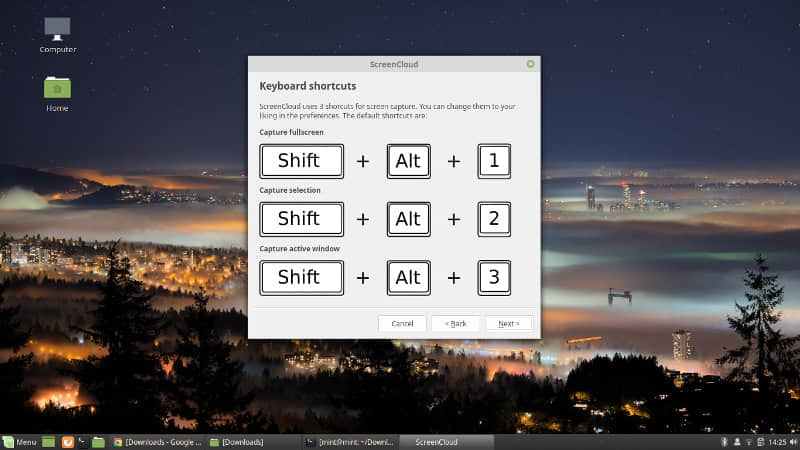 Computer
Home
ScreenCloud
Keyboard shortcuts
ScreenCloud uses 3 shorcuts for screen capture. You can change them to your
liking in the preferences. The default shortcuts are:
Capture fullscreen
Shift + Alt + 1
Capture selection
Shift + Alt + 2
Capture active window
Shift + Alt + 3
Cancel < Back Next >
Menu [Downloads - Google ... [Downloads] [mint@mint: ~/Downl... ScreenCloud 14:25